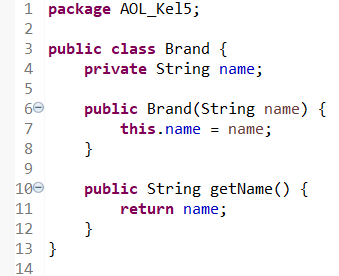 1 package AOL_Kel5;
2
3 public class Brand {
4     private String name;
5
6     public Brand(String name) {
7         this.name = name;
8     }
9
10     public String getName() {
11         return name;
12     }
13 }
14